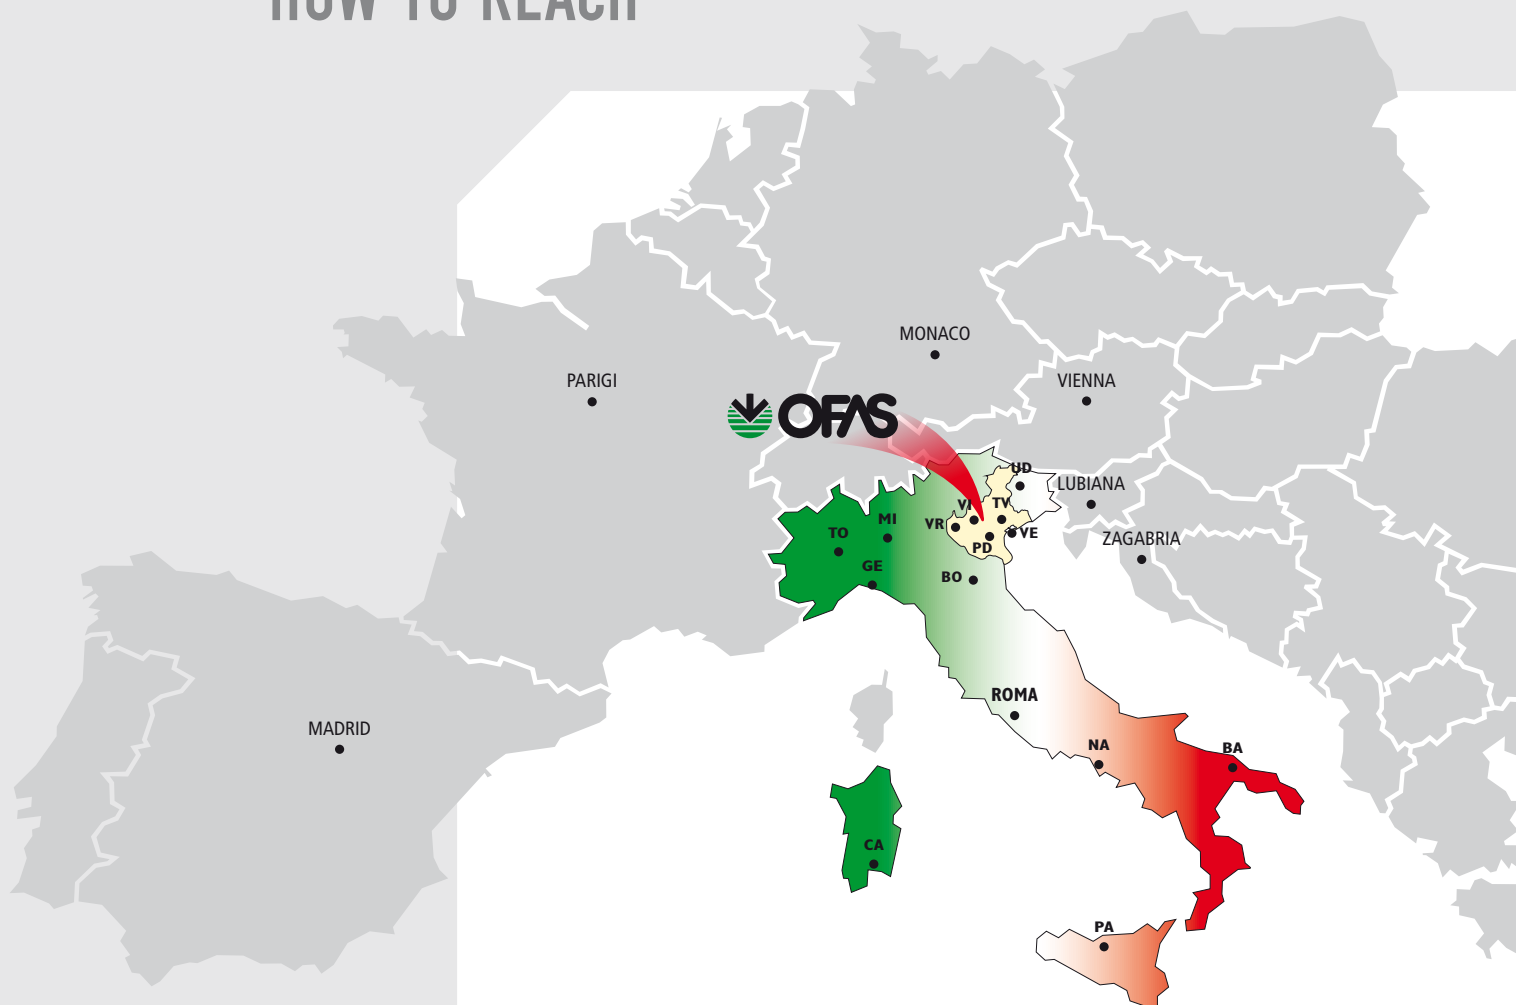 HOW TO REACH
MONACO
PARIGI
VIENNA
OFAS
UD
LUBIANA
VI
TV
MI
VR
TO
VE
ZAGABRIA
PD
GE
BO
ROMA
MADRID
NA
BA
CA
PA